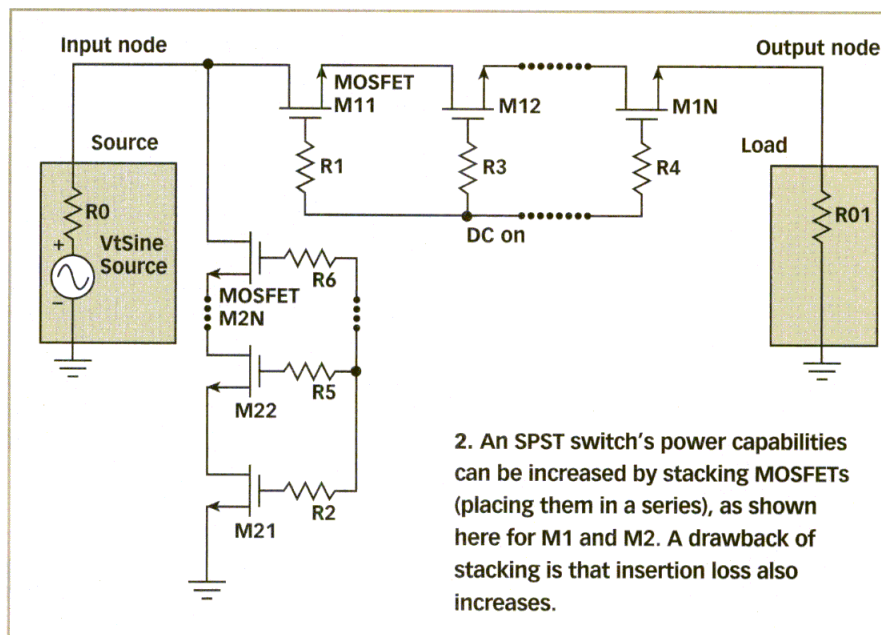 Input node
Output node
MOSFET
M11
M12
M1N
Source
Load
R1
R3
R4
R0
R01
+
VtSine
Source
–
DC on
R6
MOSFET
M2N
R5
M22
R2
M21
2. An SPST switch's power capabilities
can be increased by stacking MOSFETs
(placing them in a series), as shown
here for M1 and M2. A drawback of
stacking is that insertion loss also
increases.